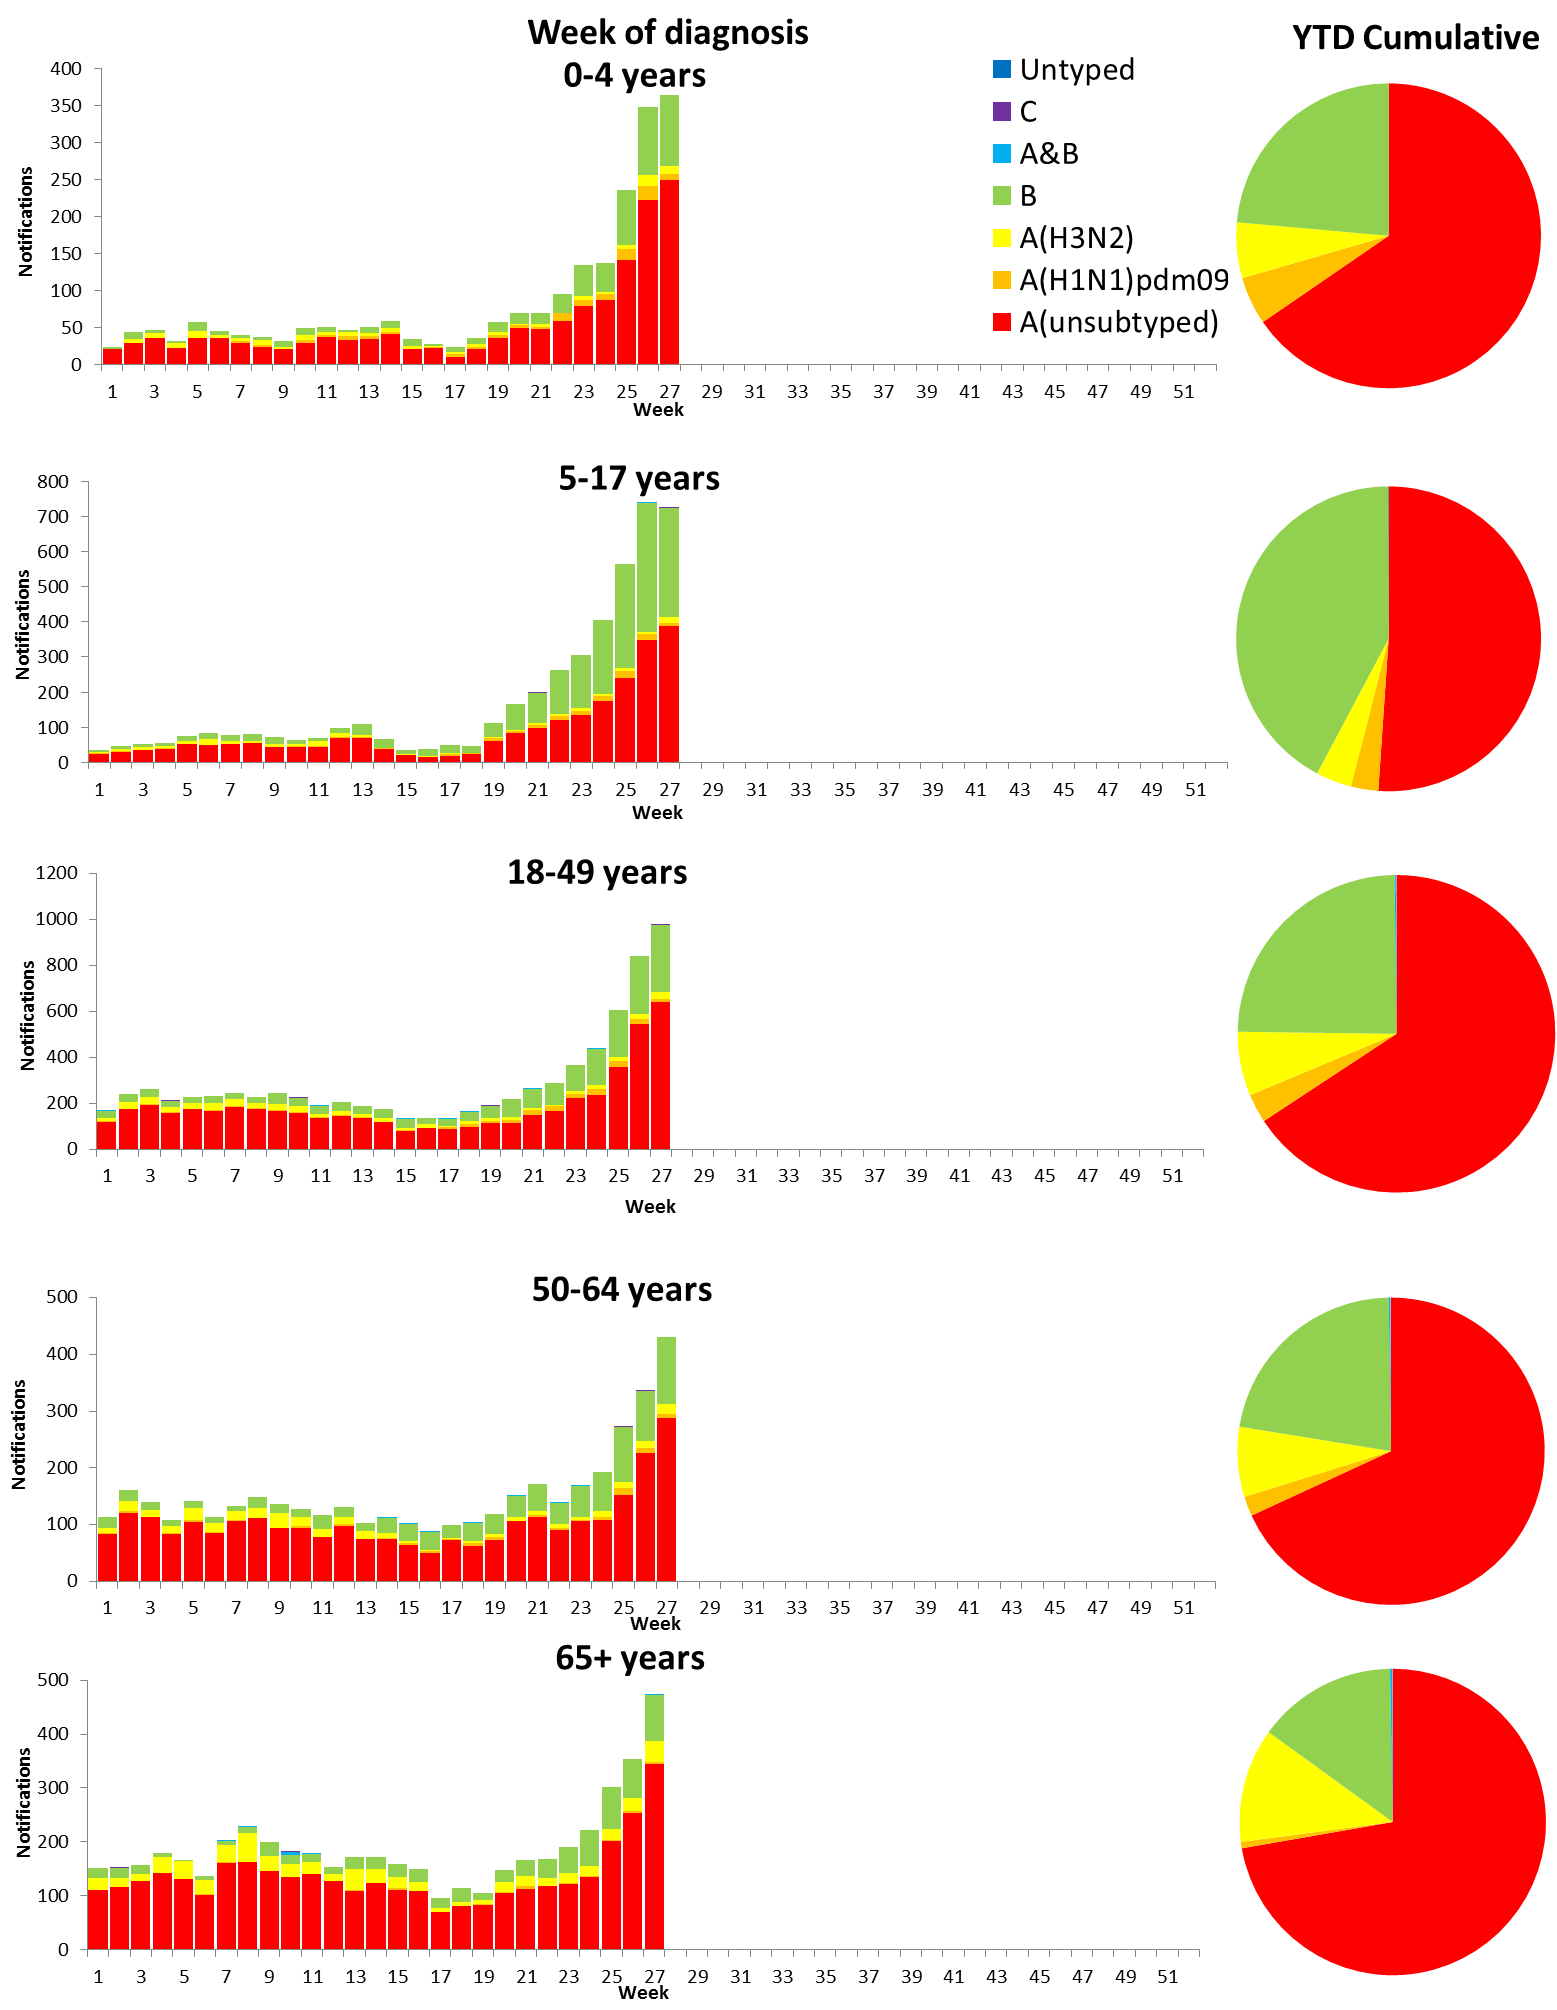 Week of diagnosis
YTD Cumulative
0-4 years
Untyped
C
A&B
B
A(H3N2)
A(H1N1)pdm09
A(unsubtyped)
400
350
300
250
200
150
100
50
0
Notifications
1 3 5 7 9 11 13 15 17 19 21 23 25 27 29 31 33 35 37 39 41 43 45 47 49 51
Week
5-17 years
800
700
600
500
400
300
200
100
0
Notifications
1 3 5 7 9 11 13 15 17 19 21 23 25 27 29 31 33 35 37 39 41 43 45 47 49 51
Week
18-49 years
1200
1000
800
600
400
200
0
Notifications
1 3 5 7 9 11 13 15 17 19 21 23 25 27 29 31 33 35 37 39 41 43 45 47 49 51
Week
50-64 years
500
400
300
200
100
0
Notifications
1 3 5 7 9 11 13 15 17 19 21 23 25 27 29 31 33 35 37 39 41 43 45 47 49 51
Week
65+ years
500
400
300
200
100
0
Notifications
1 3 5 7 9 11 13 15 17 19 21 23 25 27 29 31 33 35 37 39 41 43 45 47 49 51
Week